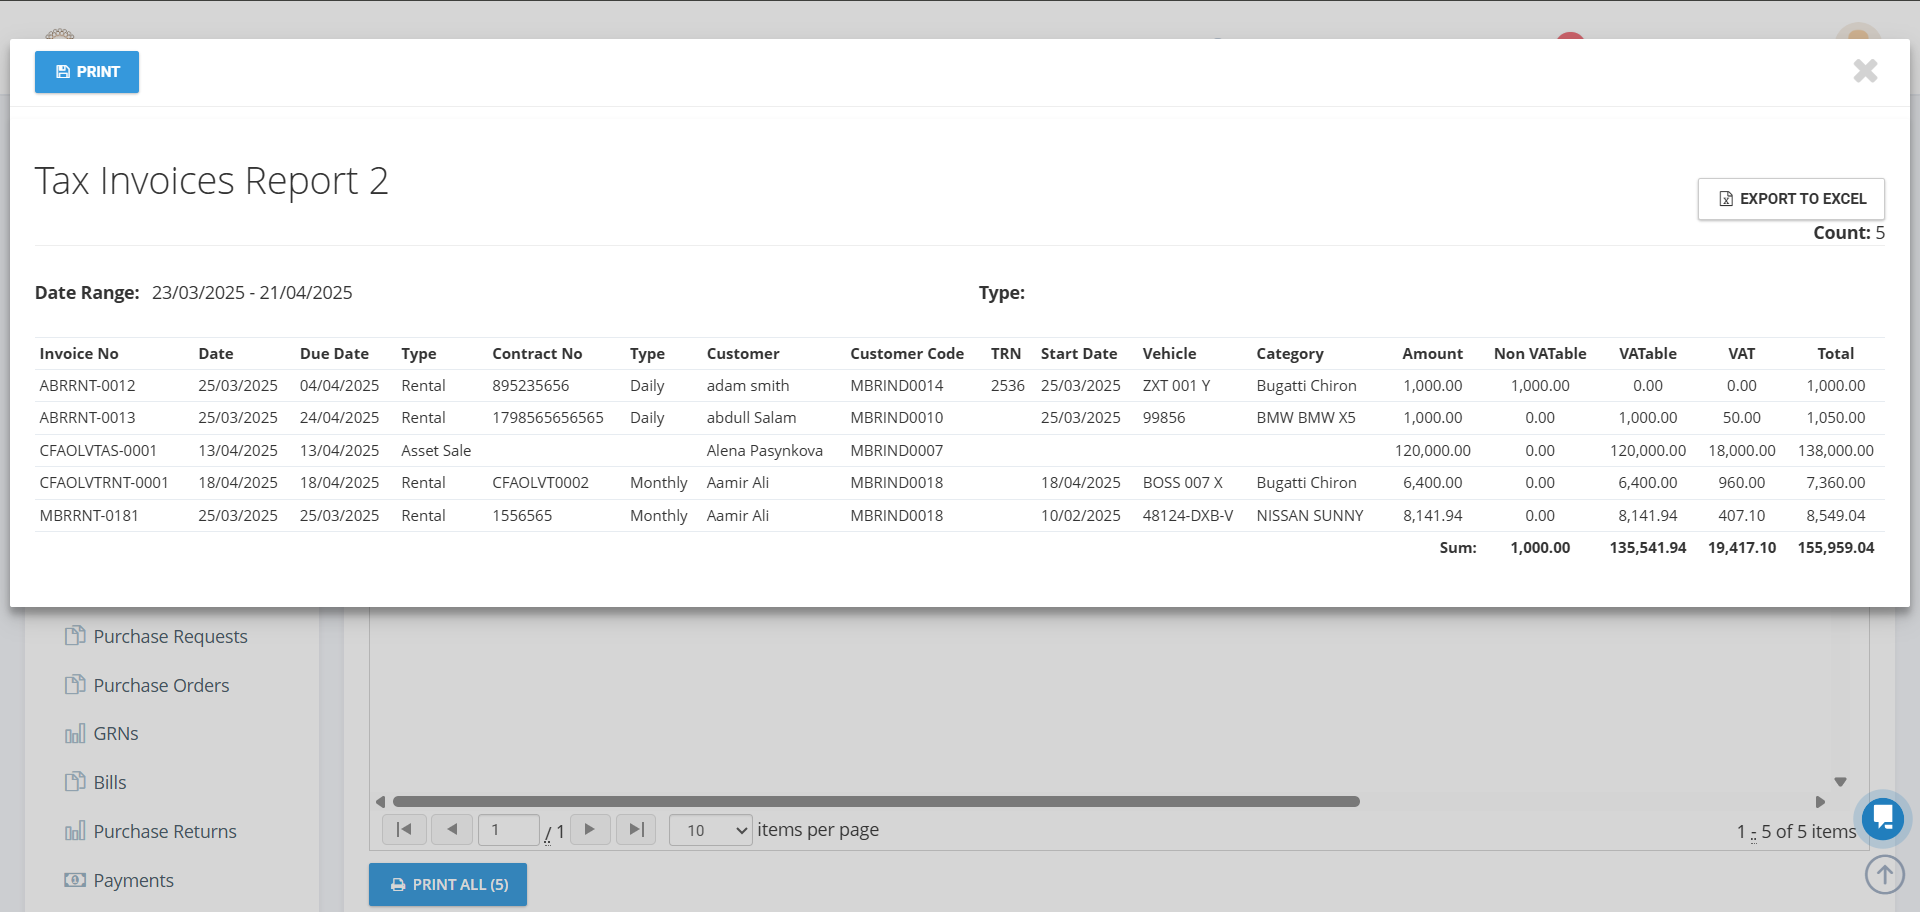 PRINT
Tax Invoices Report 2
EXPORT TO EXCEL
Count: 5
Date Range: 23/03/2025 - 21/04/2025 Type:
Invoice No Date Due Date Type Contract No Type Customer Customer Code TRN Start Date Vehicle Category Amount Non VATable VATable VAT Total
ABRRNT-0012 25/03/2025 04/04/2025 Rental 895235656 Daily adam smith MBRIND0014 2536 25/03/2025 ZXT 001 Y Bugatti Chiron 1,000.00 1,000.00 0.00 0.00 1,000.00
ABRRNT-0013 25/03/2025 24/04/2025 Rental 1798565656565 Daily abdull Salam MBRIND0010 25/03/2025 99856 BMW BMW X5 1,000.00 0.00 1,000.00 50.00 1,050.00
CFAOLVTAS-0001 13/04/2025 13/04/2025 Asset Sale Alena Pasynkova MBRIND0007 120,000.00 0.00 120,000.00 18,000.00 138,000.00
CFAOLVTRNT-0001 18/04/2025 18/04/2025 Rental CFAOLVT0002 Monthly Aamir Ali MBRIND0018 18/04/2025 BOSS 007 X Bugatti Chiron 6,400.00 0.00 6,400.00 960.00 7,360.00
MBRRNT-0181 25/03/2025 25/03/2025 Rental 1556565 Monthly Aamir Ali MBRIND0018 10/02/2025 48124-DXB-V NISSAN SUNNY 8,141.94 0.00 8,141.94 407.10 8,549.04
Sum: 1,000.00 135,541.94 19,417.10 155,959.04
Purchase Requests
Purchase Orders
GRNs
Bills
Purchase Returns
Payments
1 / 1 10 items per page
1 - 5 of 5 items
PRINT ALL (5)